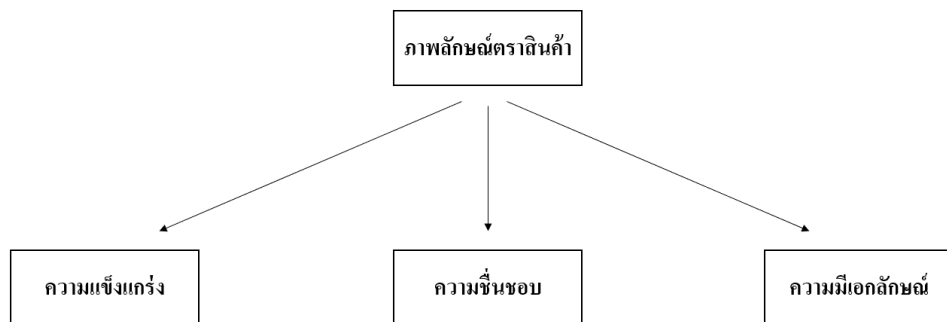 ภาพลักษณ์ตราสินค้า
ความแข็งแกร่ง
ความชื่นชอบ
ความมีเอกลักษณ์